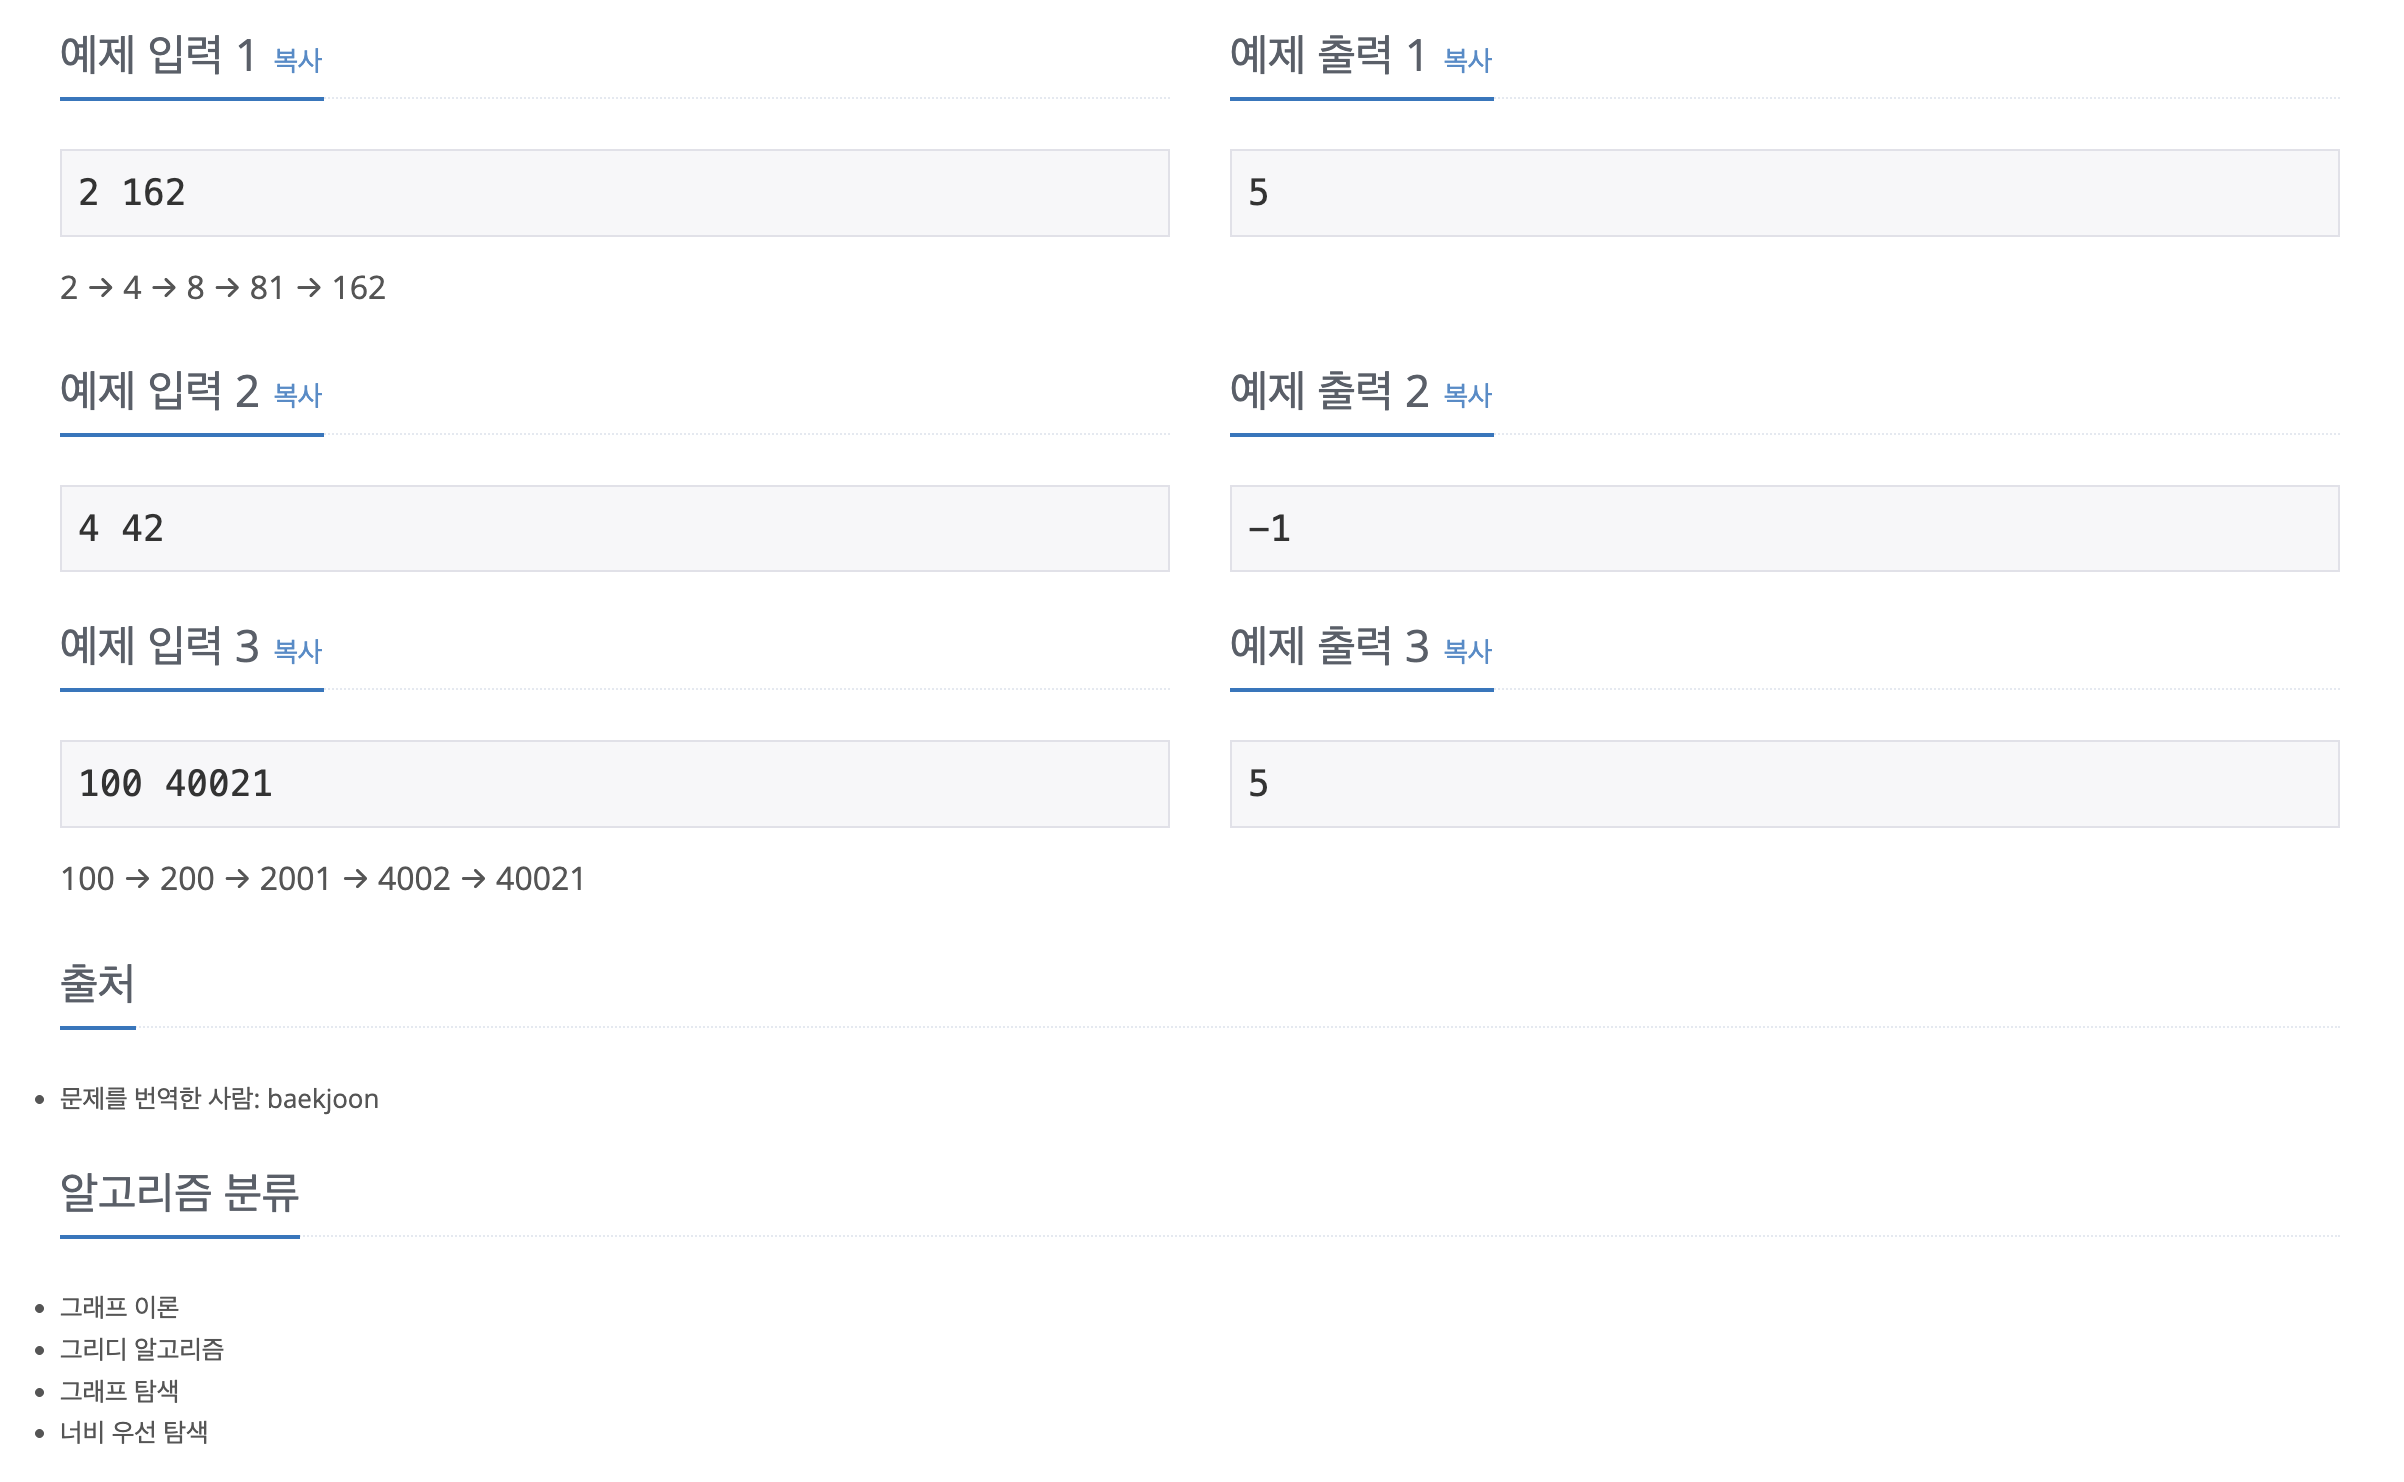 예제 입력 1 복사
예제 출력 1 복사
2 162
5
2 → 4 → 8 → 81 → 162
예제 입력 2 복사
예제 출력 2 복사
4 42
-1
예제 입력 3 복사
예제 출력 3 복사
100 40021
5
100 → 200 → 2001 → 4002 → 40021
출처
• 문제를 번역한 사람: baekjoon
알고리즘 분류
• 그래프 이론
• 그리디 알고리즘
• 그래프 탐색
• 너비 우선 탐색